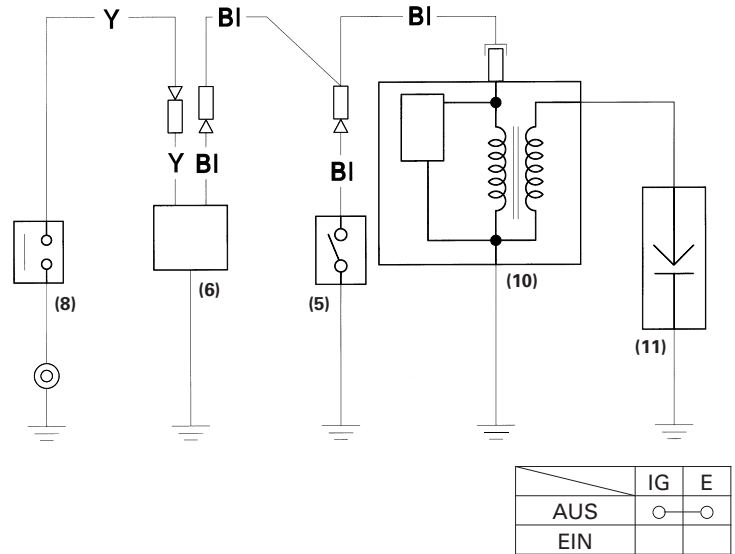 Y
Bl
Bl
Y Bl
Bl
(8)
(6)
(5)
(10)
(11)
IG E
AUS
EIN